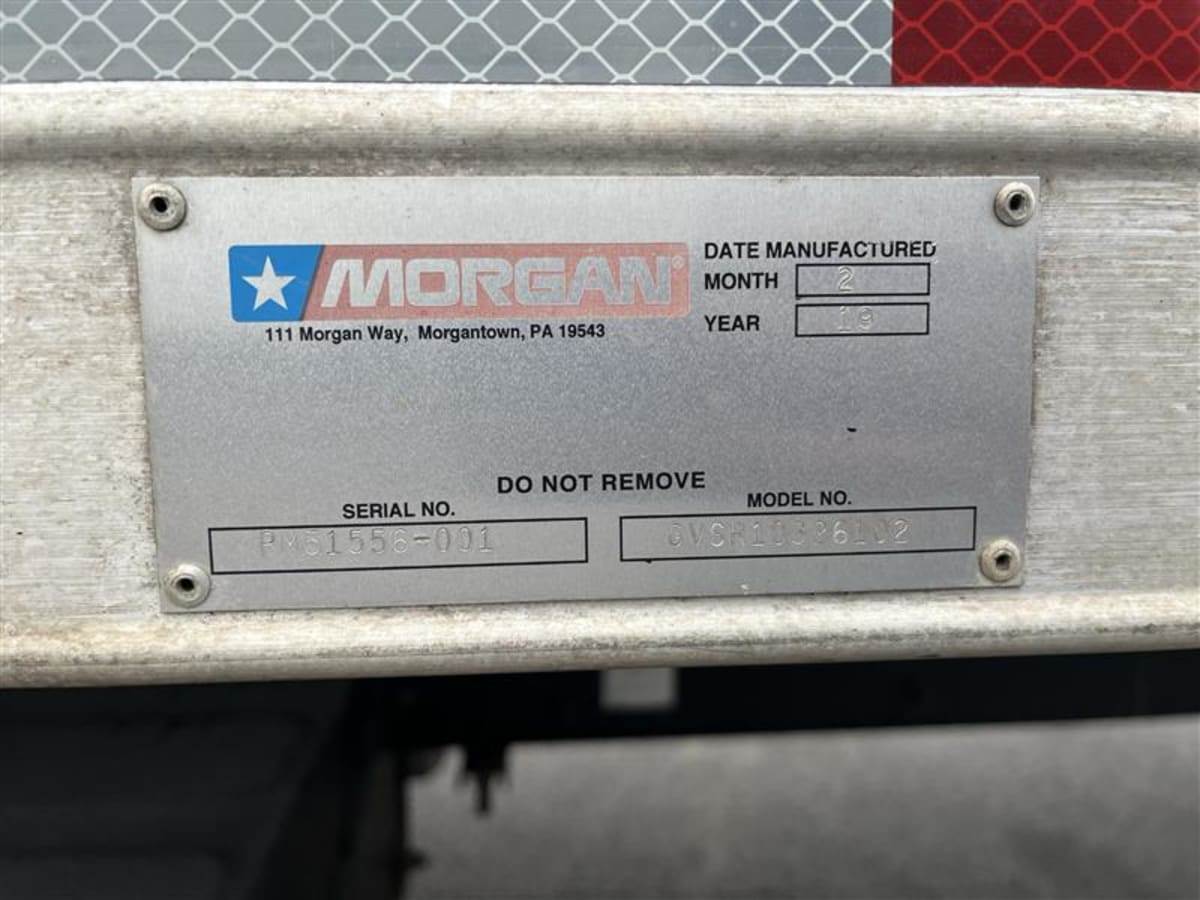 MORGAN®
111 Morgan Way, Morgantown, PA 19543
DATE MANUFACTURED
MONTH 2
YEAR 19
DO NOT REMOVE
SERIAL NO.
MODEL NO.